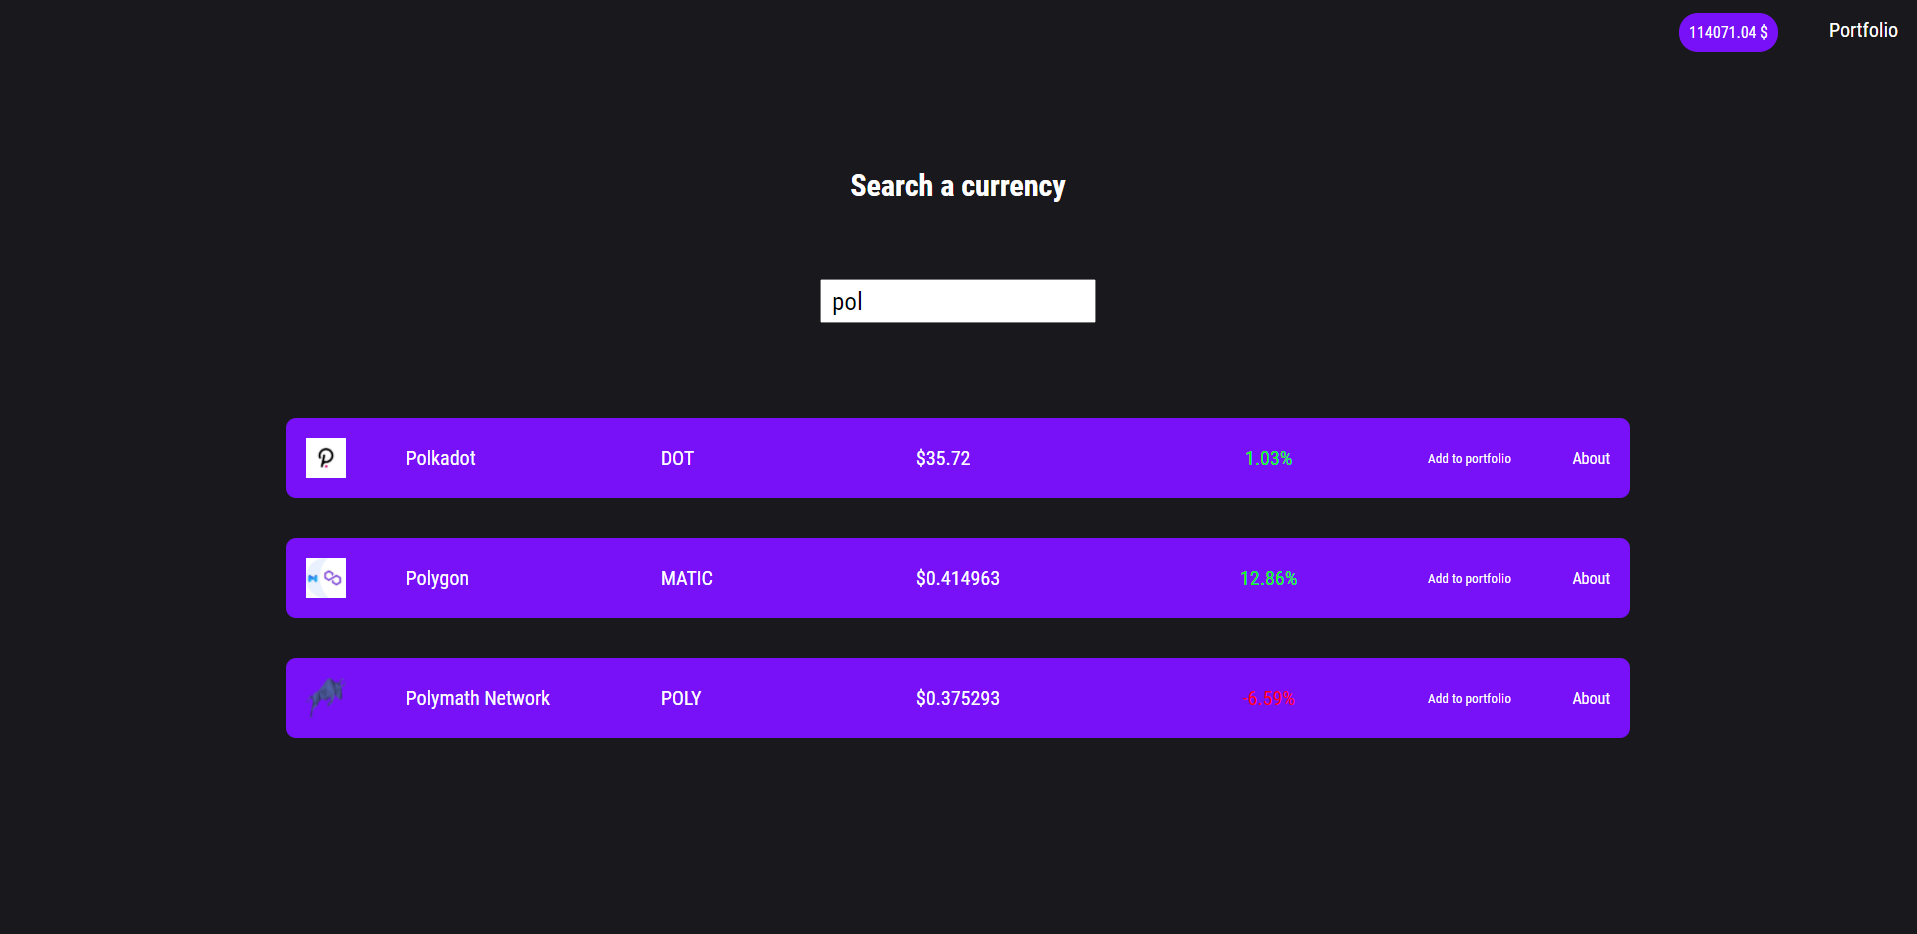 114071.04 $ Portfolio
Search a currency
pol
Polkadot DOT $35.72 1.03% Add to portfolio About
Polygon MATIC $0.414963 12.86% Add to portfolio About
Polymath Network POLY $0.375293 -6.59% Add to portfolio About